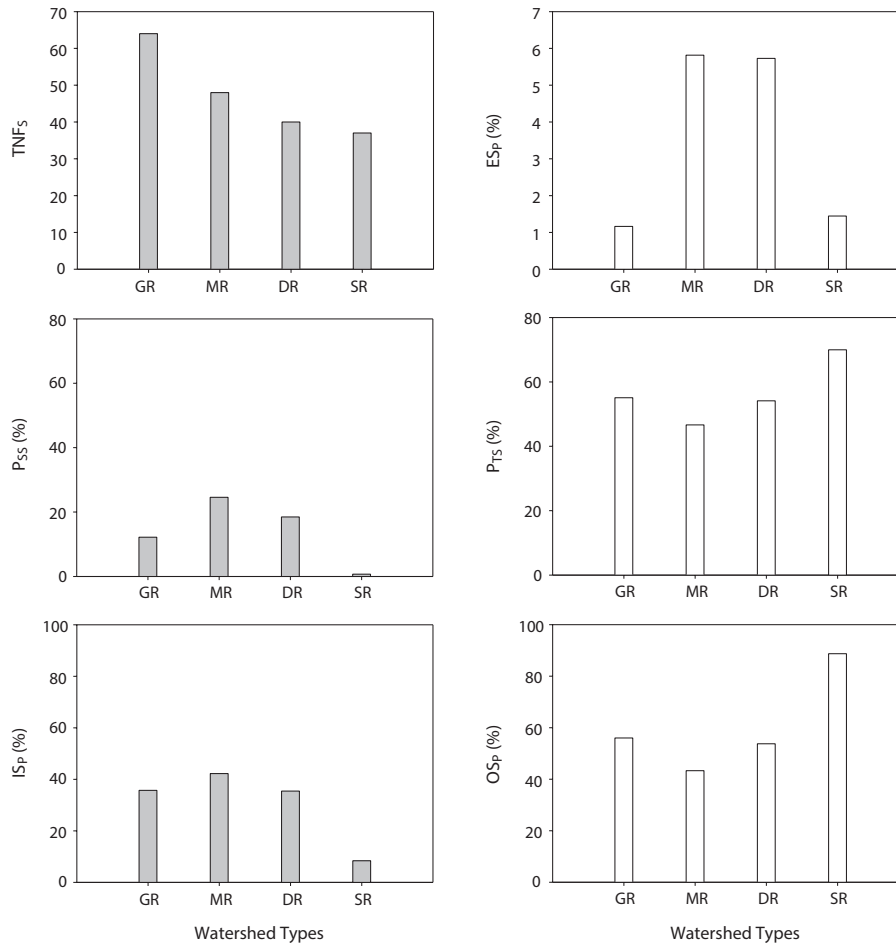 70
60
50
40
30
20
10
0
TNFS
GR MR DR SR
7
6
5
4
3
2
1
0
ESP (%)
GR MR DR SR
80
60
40
20
0
PSS (%)
GR MR DR SR
80
60
40
20
0
PTS (%)
GR MR DR SR
100
80
60
40
20
0
ISP (%)
GR MR DR SR
Watershed Types
100
80
60
40
20
0
OSP (%)
GR MR DR SR
Watershed Types